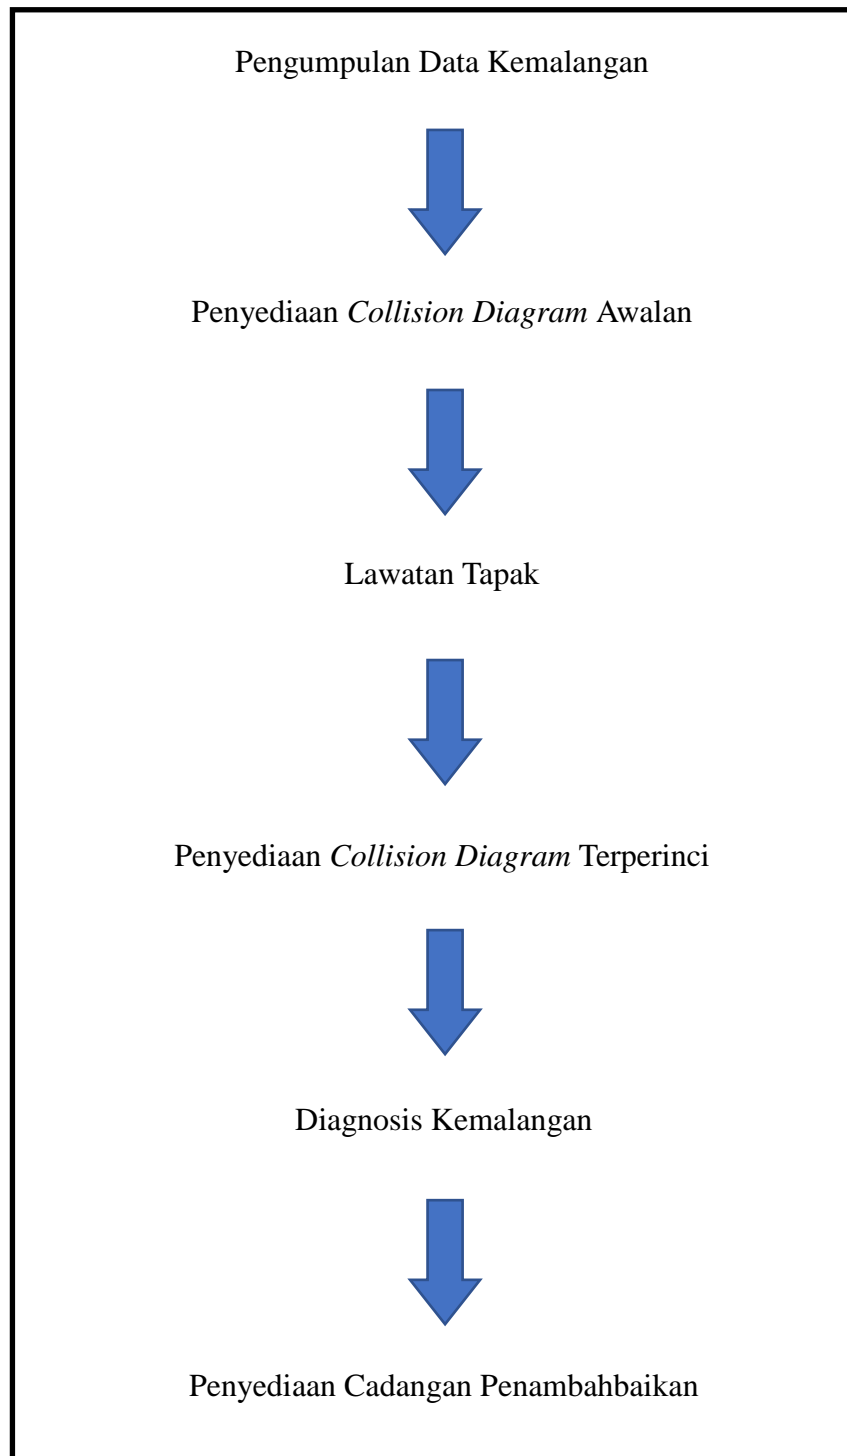 Pengumpulan Data Kemalangan
Penyediaan Collision Diagram Awalan
Lawatan Tapak
Penyediaan Collision Diagram Terperinci
Diagnosis Kemalangan
Penyediaan Cadangan Penambahbaikan